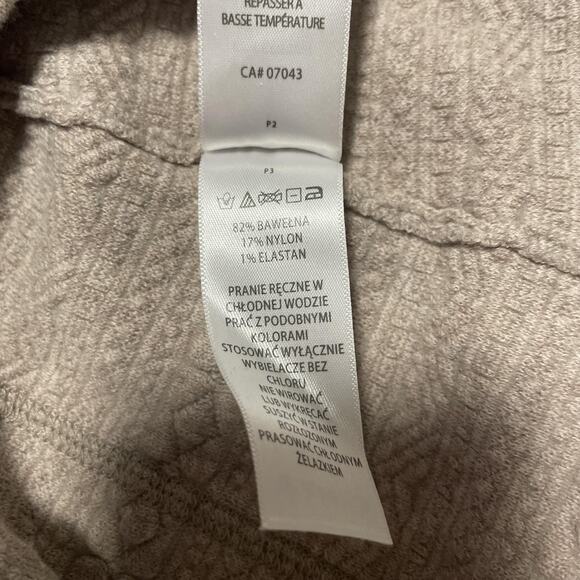 REPASSER À
BASSE TEMPÉRATURE
CA# 07043
P2
P3
82% BAWEŁNA
17% NYLON
1% ELASTAN
PRANIE RĘCZNE W
CHŁODNEJ WODZIE
PRAĆ Z PODOBNYMI
KOLORAMI
STOSOWAĆ WYŁĄCZNIE
WYBIELACZE BEZ
CHLORU
NIE WIROWAĆ
LUB WYKRĘCAĆ
SUSZYĆ W STANIE
ROZŁOŻONYM
PRASOWAĆ CHŁODNYM
ŻELAZKIEM